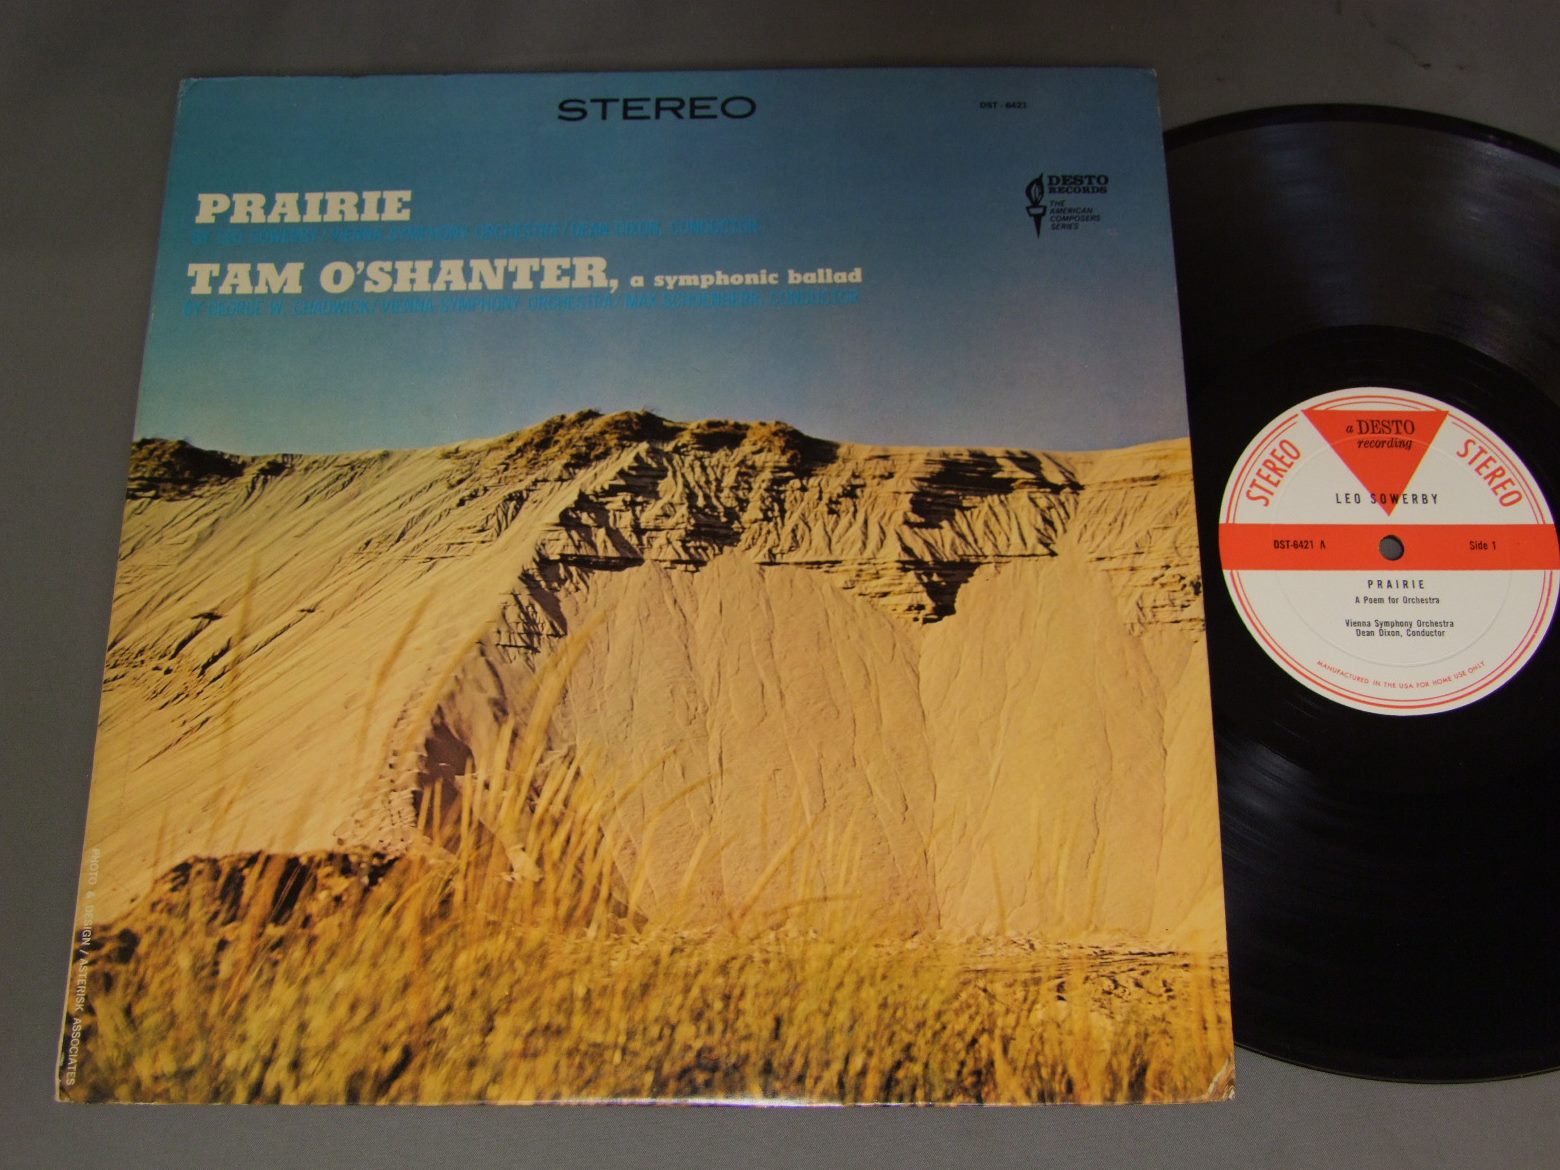 STEREO
DST - 6421
DESTO
RECORDS
THE
AMERICAN
COMPOSERS
SERIES
PRAIRIE
BY LEO SOWERBY / VIENNA SYMPHONY ORCHESTRA / DEAN DIXON, CONDUCTOR
TAM O'SHANTER, a symphonic ballad
BY GEORGE W. CHADWICK / VIENNA SYMPHONY ORCHESTRA / MAX SCHOENHERR, CONDUCTOR
PHOTO & DESIGN / ASTERISK ASSOCIATES
a DESTO
recording
STEREO
STEREO
LEO SOWERBY
DST-6421 A
Side 1
PRAIRIE
A Poem for Orchestra
Vienna Symphony Orchestra
Dean Dixon, Conductor
MANUFACTURED IN THE USA FOR HOME USE ONLY